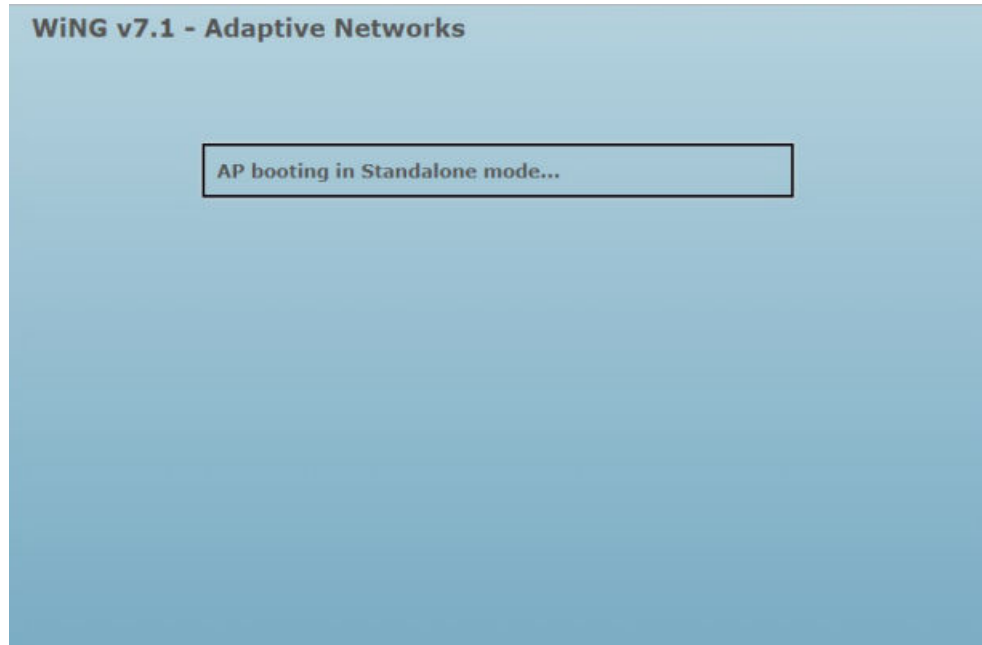 WiNG v7.1 - Adaptive Networks
AP booting in Standalone mode...